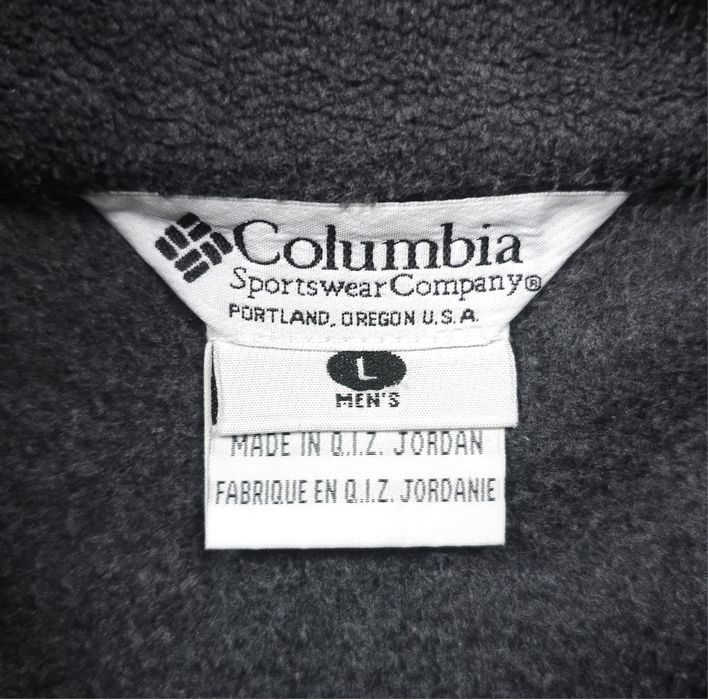 Columbia
Sportswear Company®
PORTLAND, OREGON U.S.A.
L
MEN'S
MADE IN Q.I.Z. JORDAN
FABRIQUE EN Q.I.Z. JORDANIE